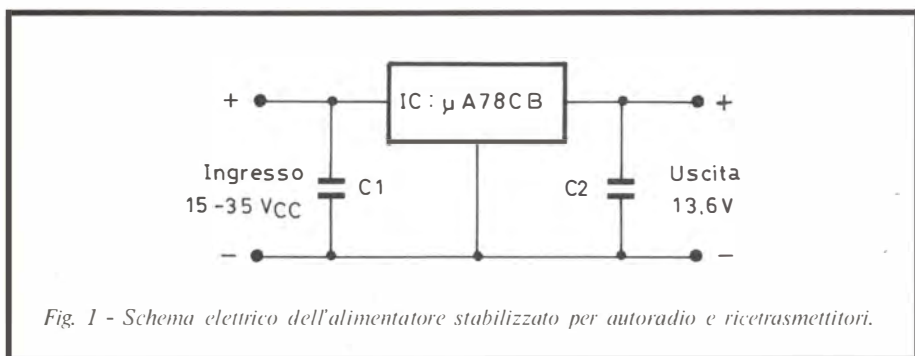 +
IC : μ A78CB
+
Ingresso
15 -35 VCC
C1
C2
Uscita
13,6V
-
-
Fig. 1 - Schema elettrico dell'alimentatore stabilizzato per autoradio e ricetrasmettitori.